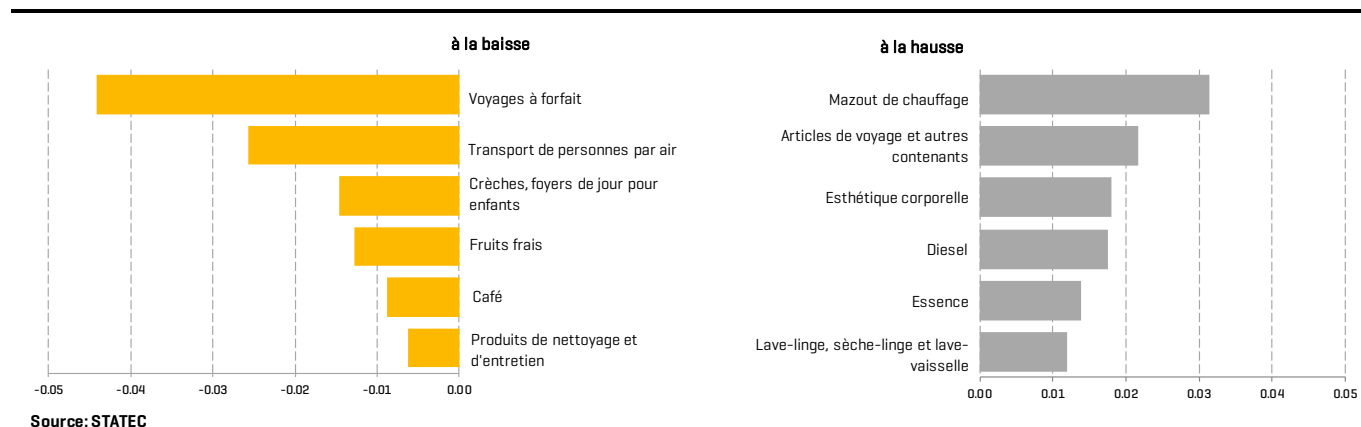 à la baisse
Voyages à forfait
Transport de personnes par air
Crèches, foyers de jour pour
enfants
Fruits frais
Café
Produits de nettoyage et
d'entretien
-0.05 -0.04 -0.03 -0.02 -0.01 0.00
à la hausse
Mazout de chauffage
Articles de voyage et autres
contenants
Esthétique corporelle
Diesel
Essence
Lave-linge, sèche-linge et lave-
vaisselle
0.00 0.01 0.02 0.03 0.04 0.05
Source: STATEC